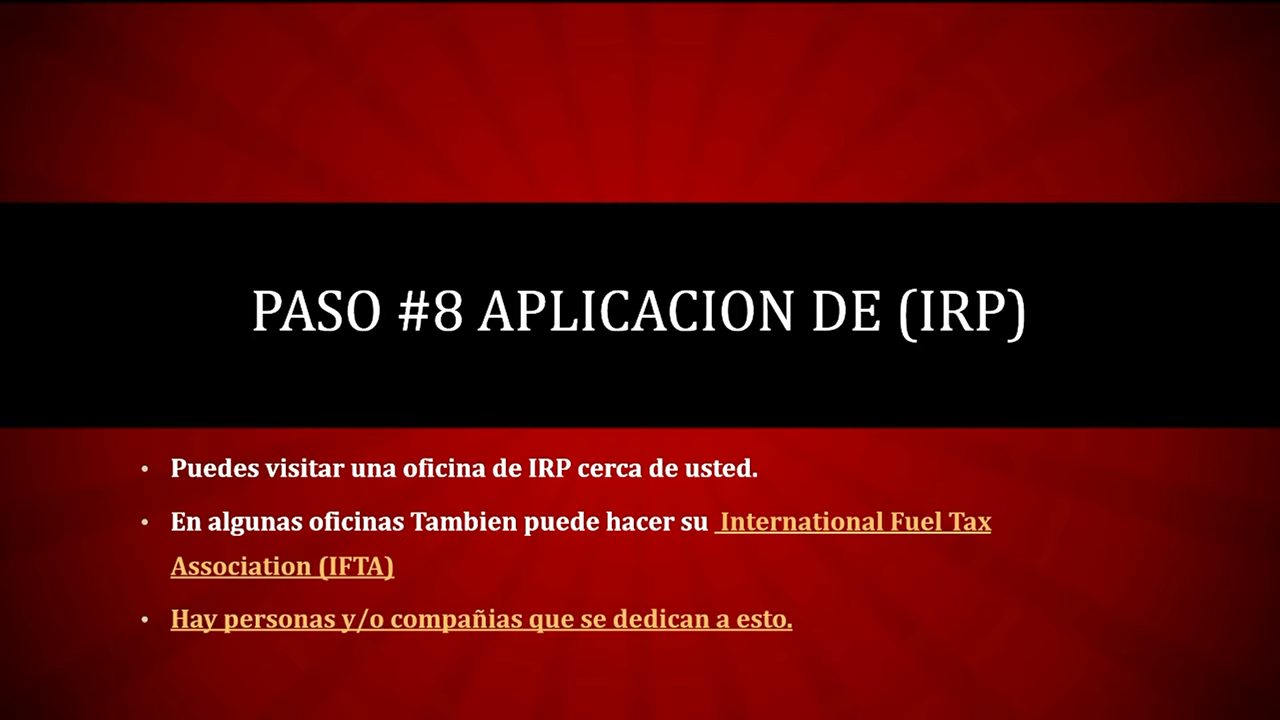 PASO #8 APLICACION DE (IRP)
• Puedes visitar una oficina de IRP cerca de usted.
• En algunas oficinas Tambien puede hacer su International Fuel Tax
Association (IFTA)
• Hay personas y/o compañias que se dedican a esto.